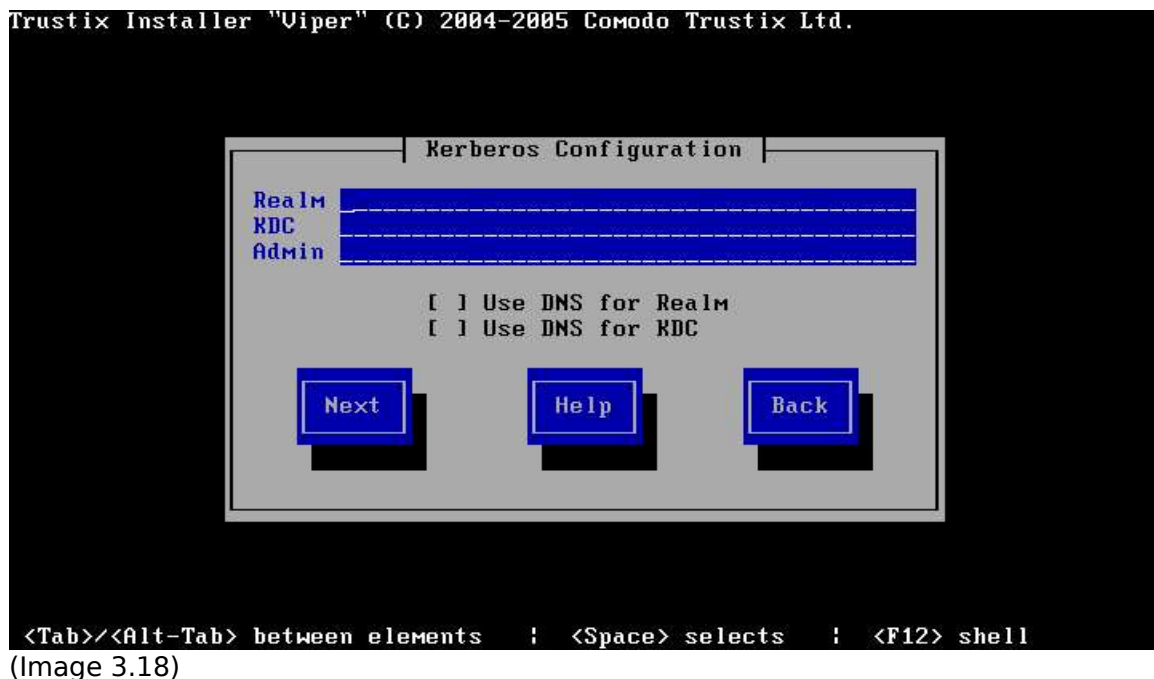 Trustix Installer "Viper" (C) 2004-2005 Comodo Trustix Ltd.
Kerberos Configuration
Realm
KDC
Admin
[ ] Use DNS for Realm
[ ] Use DNS for KDC
Next Help Back
<Tab>/<Alt-Tab> between elements ¦ <Space> selects ¦ <F12> shell
(Image 3.18)